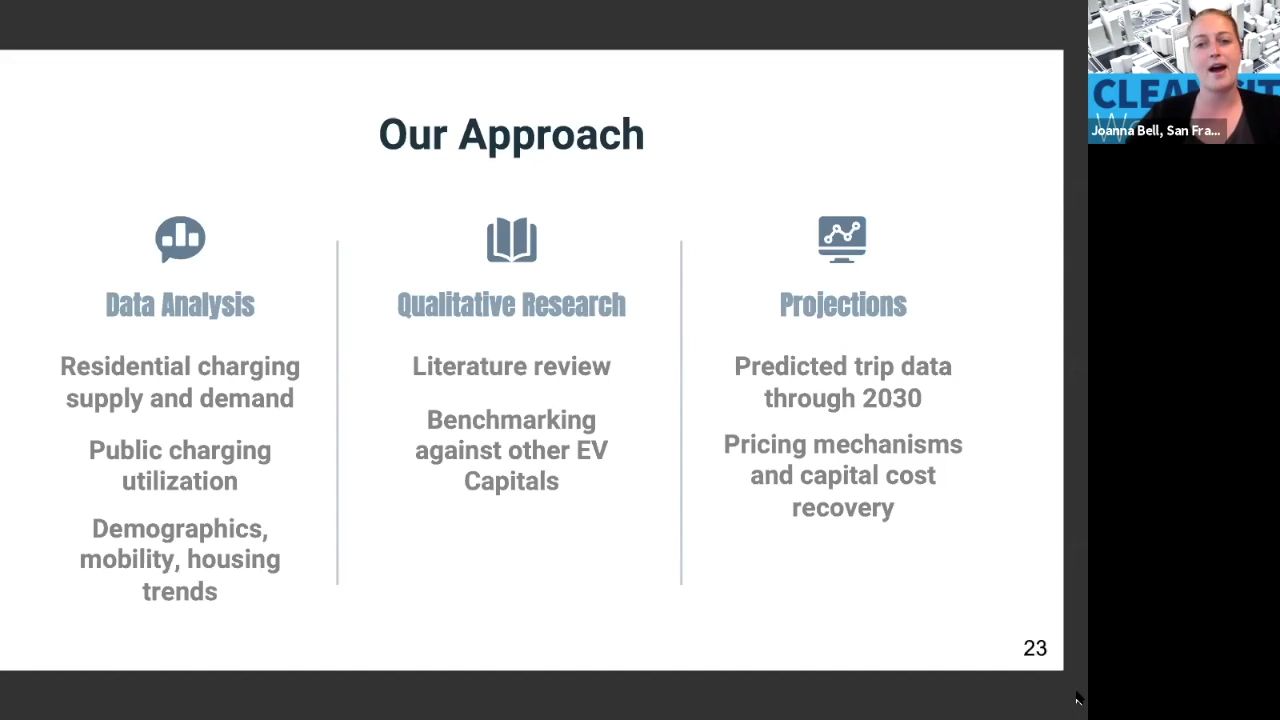 Our Approach
Data Analysis
Residential charging
supply and demand
Public charging
utilization
Demographics,
mobility, housing
trends
Qualitative Research
Literature review
Benchmarking
against other EV
Capitals
Projections
Predicted trip data
through 2030
Pricing mechanisms
and capital cost
recovery
23
Joanna Bell, San Fra...